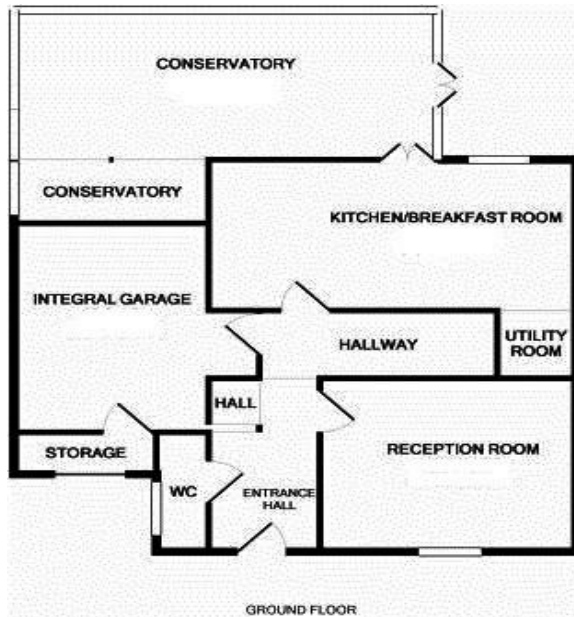 CONSERVATORY
CONSERVATORY
KITCHEN/BREAKFAST ROOM
INTEGRAL GARAGE
HALLWAY
UTILITY
ROOM
HALL
RECEPTION ROOM
STORAGE
WC
ENTRANCE
HALL
GROUND FLOOR